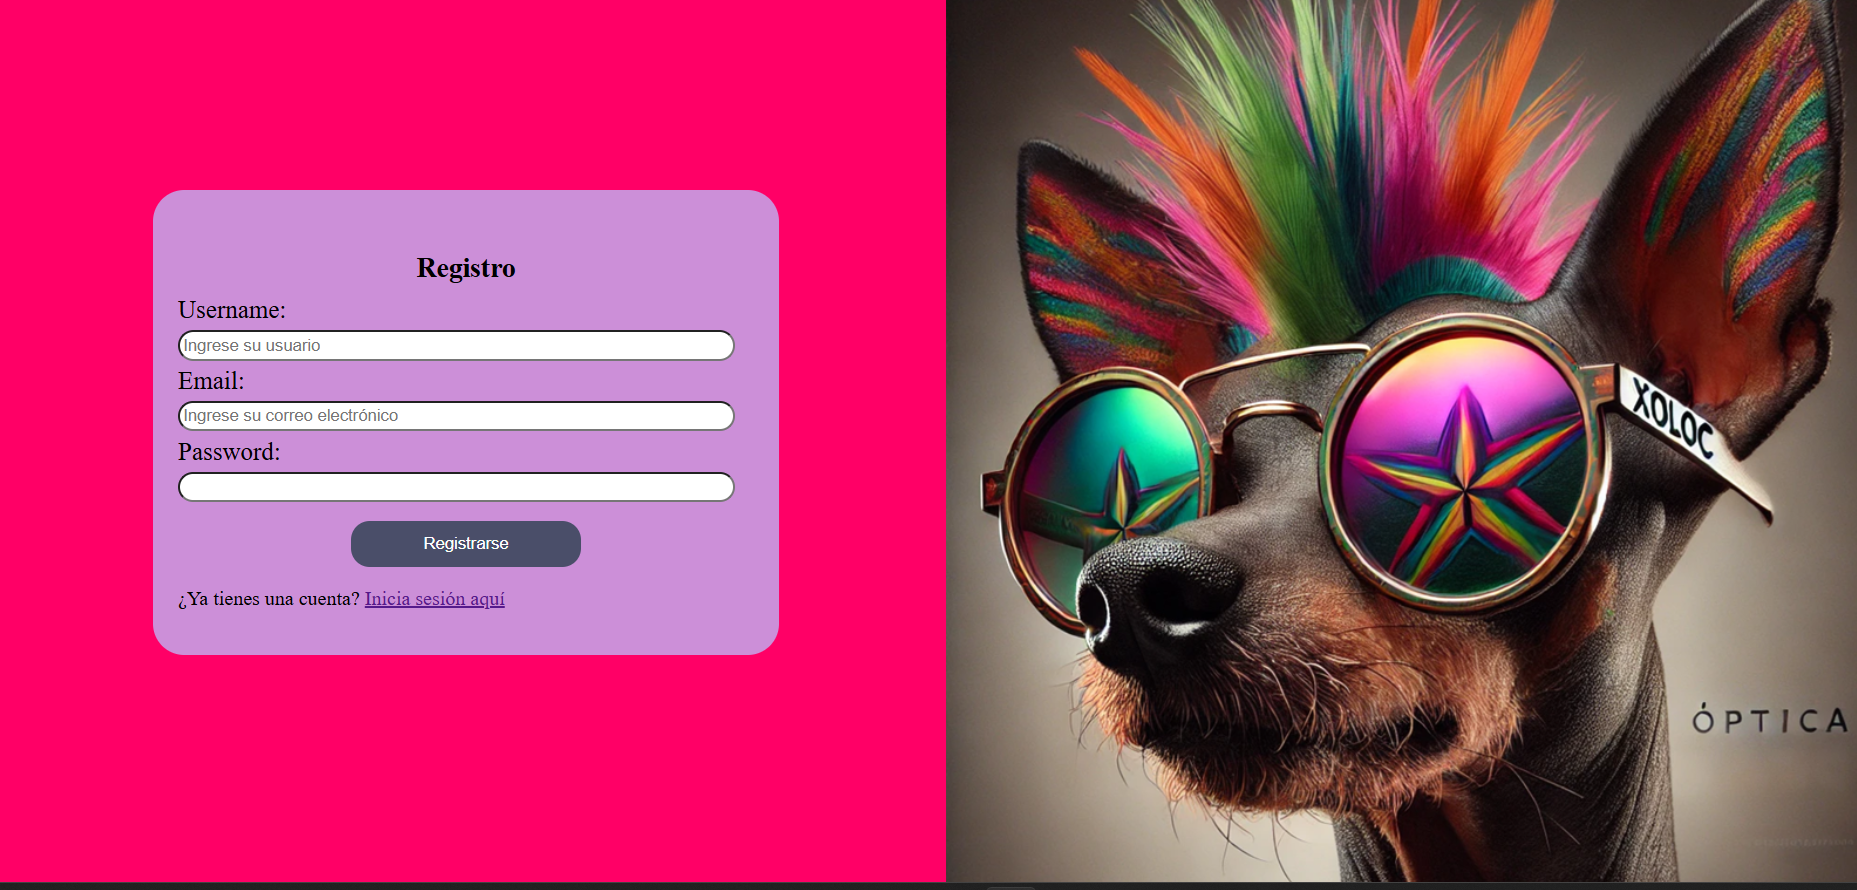 Registro
Username:
Ingrese su usuario
Email:
Ingrese su correo electrónico
Password:
Registrarse
¿Ya tienes una cuenta? Inicia sesión aquí
XOLOC
ÓPTICA